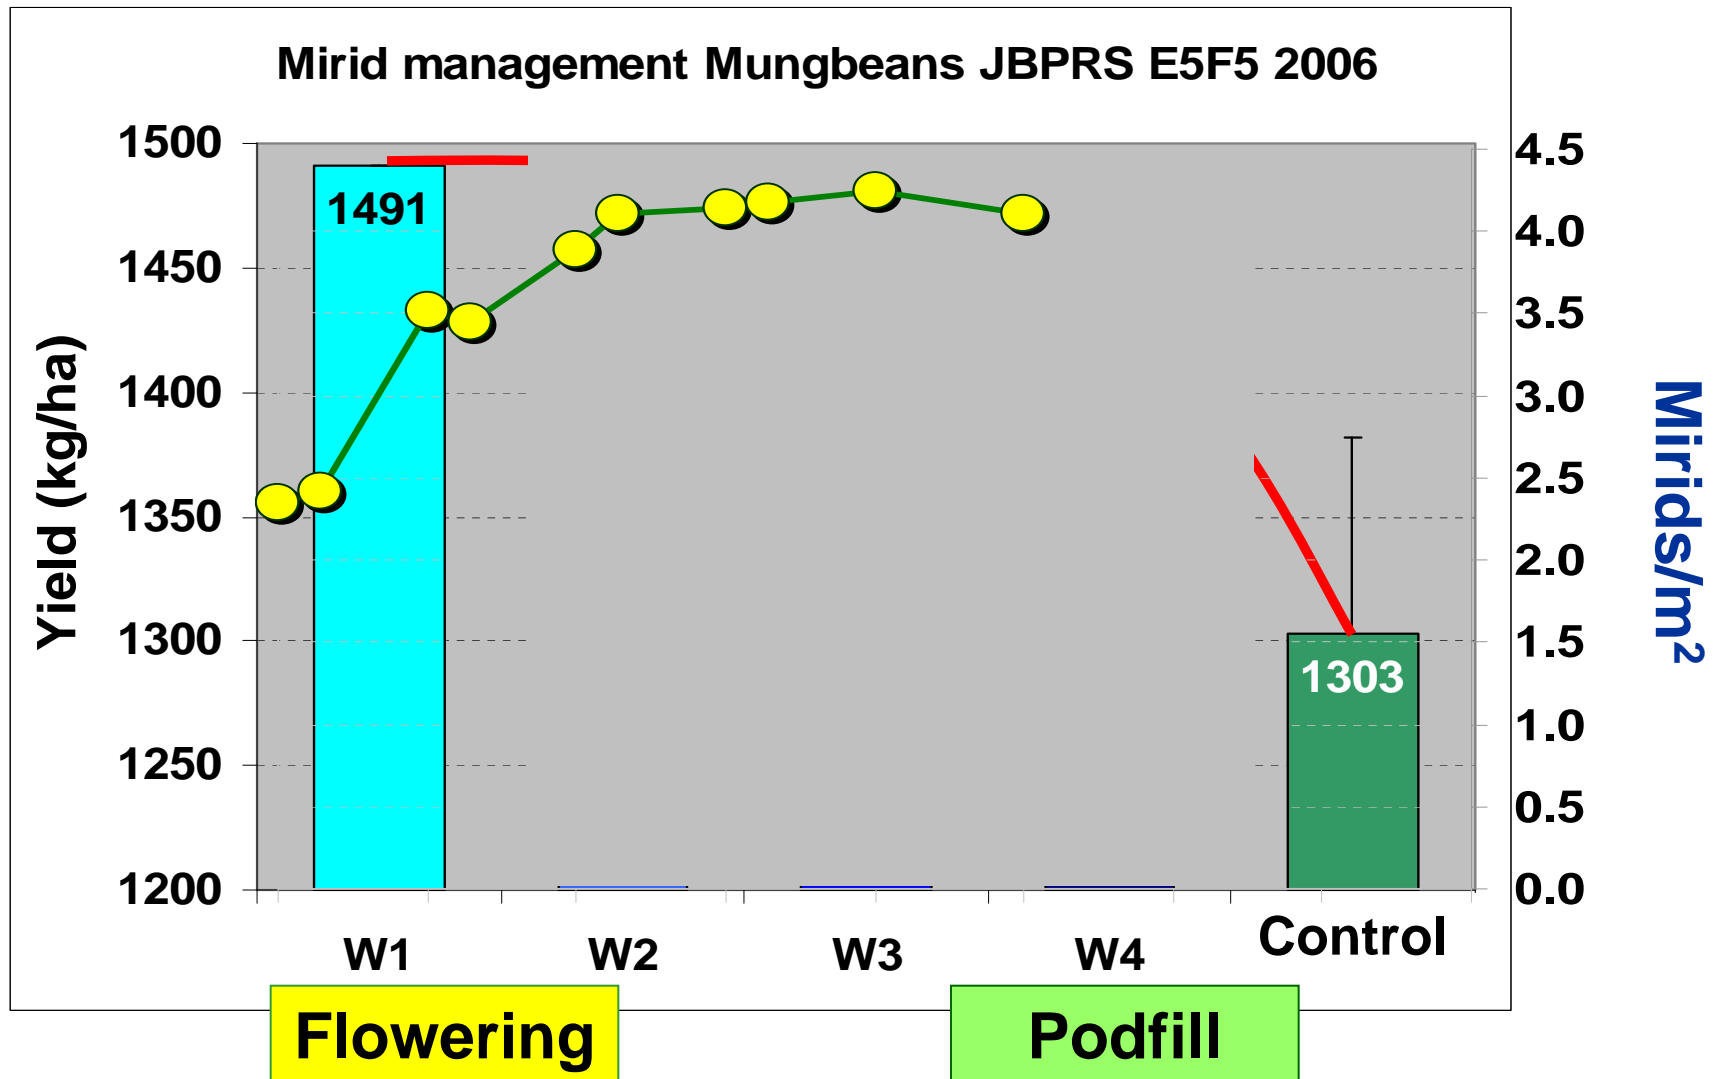 Mirid management Mungbeans JBPRS E5F5 2006
Yield (kg/ha)
1500
1450
1400
1350
1300
1250
1200
1491
1303
4.5
4.0
3.5
3.0
2.5
2.0
1.5
1.0
0.5
0.0
Mirids/m²
W1
W2
W3
W4
Control
Flowering
Podfill